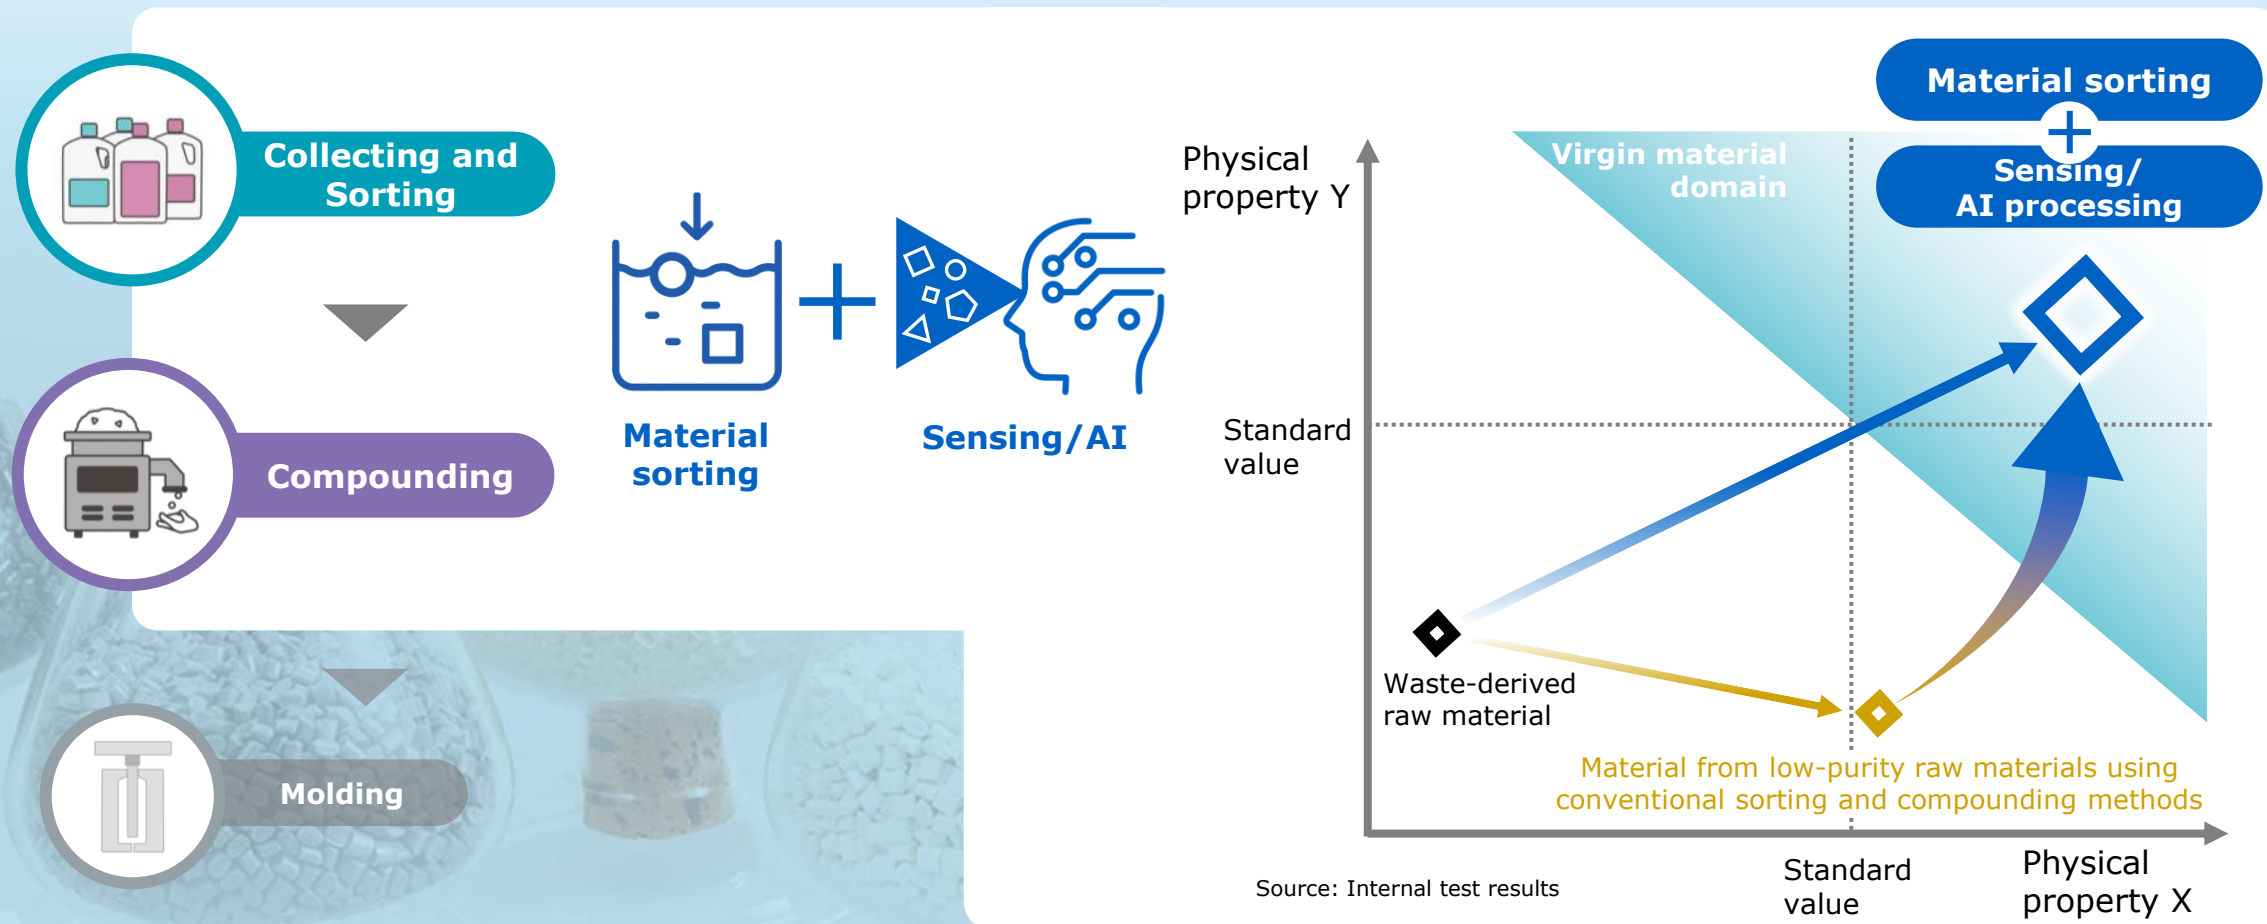 Collecting and
Sorting
Compounding
Molding
Material
sorting
Sensing/AI
Physical
property Y
Virgin material
domain
Material sorting
+
Sensing/
AI processing
Standard
value
Waste-derived
raw material
Material from low-purity raw materials using
conventional sorting and compounding methods
Standard
value
Physical
property X
Source: Internal test results